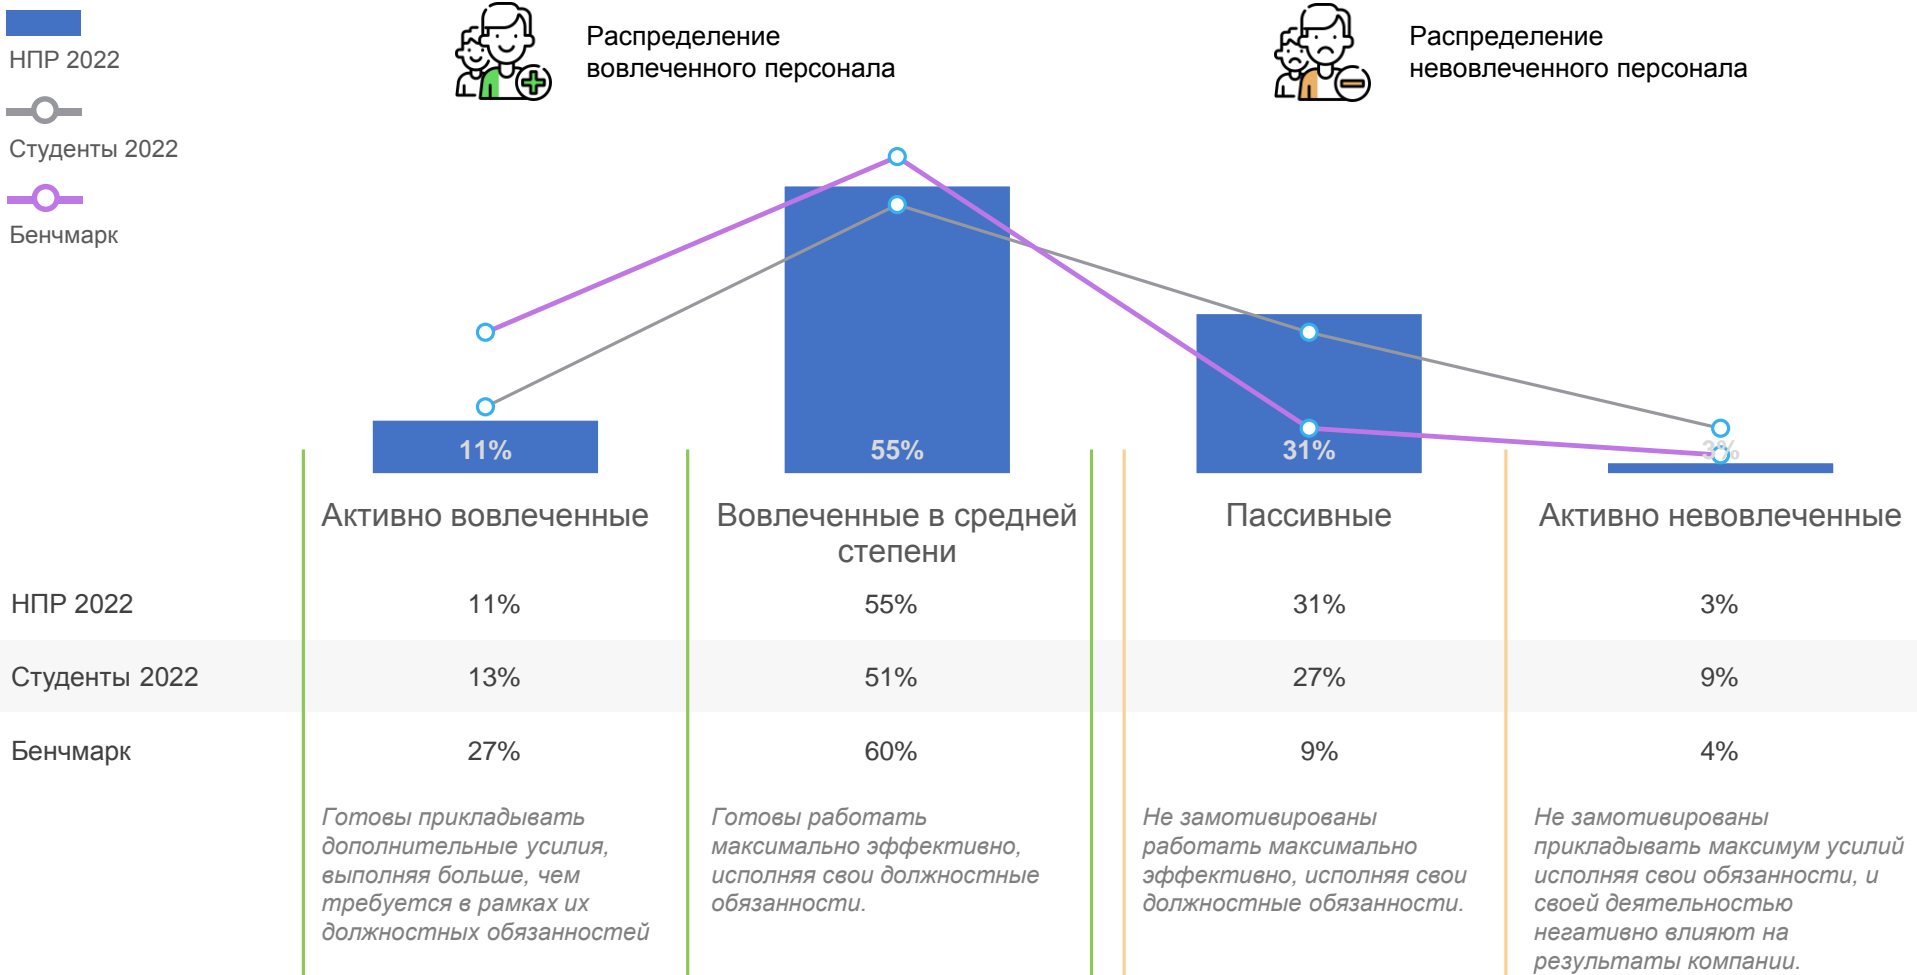 НПР 2022
Студенты 2022
Бенчмарк
Распределение
вовлеченного персонала
Распределение
невовлеченного персонала
11%
55%
31%
3%
Активно вовлеченные
Вовлеченные в средней
степени
Пассивные
Активно невовлеченные
НПР 2022
11%
55%
31%
3%
Студенты 2022
13%
51%
27%
9%
Бенчмарк
27%
60%
9%
4%
Готовы прикладывать
дополнительные усилия,
выполняя больше, чем
требуется в рамках их
должностных обязанностей
Готовы работать
максимально эффективно,
исполняя свои должностные
обязанности.
Не замотивированы
работать максимально
эффективно, исполняя свои
должностные обязанности.
Не замотивированы
прикладывать максимум усилий
исполняя свои обязанности, и
своей деятельностью
негативно влияют на
результаты компании.